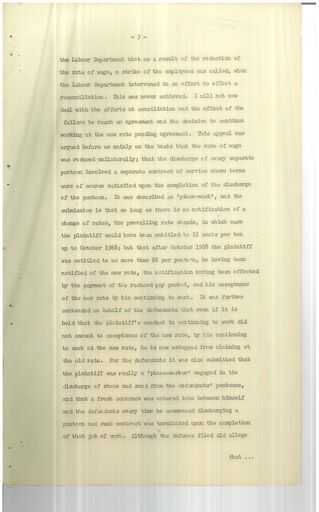 - 3 -
the Labour Department that as a result of the reduction of
the rate of wage, a strike of the employees was called, when
the Labour Department intervened in an effort to effect a
reconciliation. This was never achieved. I will not now
deal with the efforts at conciliation and the effect of the
failure to reach an agreement and the decision to continue
working at the new rate pending agreement. This appeal was
argued before us mainly on the basis that the rate of wage
was reduced unilaterally; that the discharge of every separate
pontoon involved a separate contract of service whose terms
were of course satisfied upon the completion of the discharge
of the pontoon. It was described as 'piece-work', and the
submission is that so long as there is no notification of a
change of rates, the prevailing rate stands, in which case
the plaintiff would have been entitled to 15 cents per ton
up to October 1968; but that after October 1968 the plaintiff
was entitled to no more than $8 per pontoon, he having been
notified of the new rate, the notification having been effected
by the payment of the reduced pay packet, and his acceptance
of the new rate by his continuing to work. It was further
contended on behalf of the defendants that even if it is
held that the plaintiff's conduct in continuing to work did
not amount to acceptance of the new rate, by his continuing
to work at the new rate, he is now estopped from claiming at
the old rate. For the defendants it was also submitted that
the plaintiff was really a 'piece-worker' engaged in the
discharge of stone and sand from the defendants' pontoons,
and that a fresh contract was entered into between himself
and the defendants every time he commenced discharging a
pontoon and such contract was terminated upon the completion
of that job of work. Although the defence filed did allege
that ...